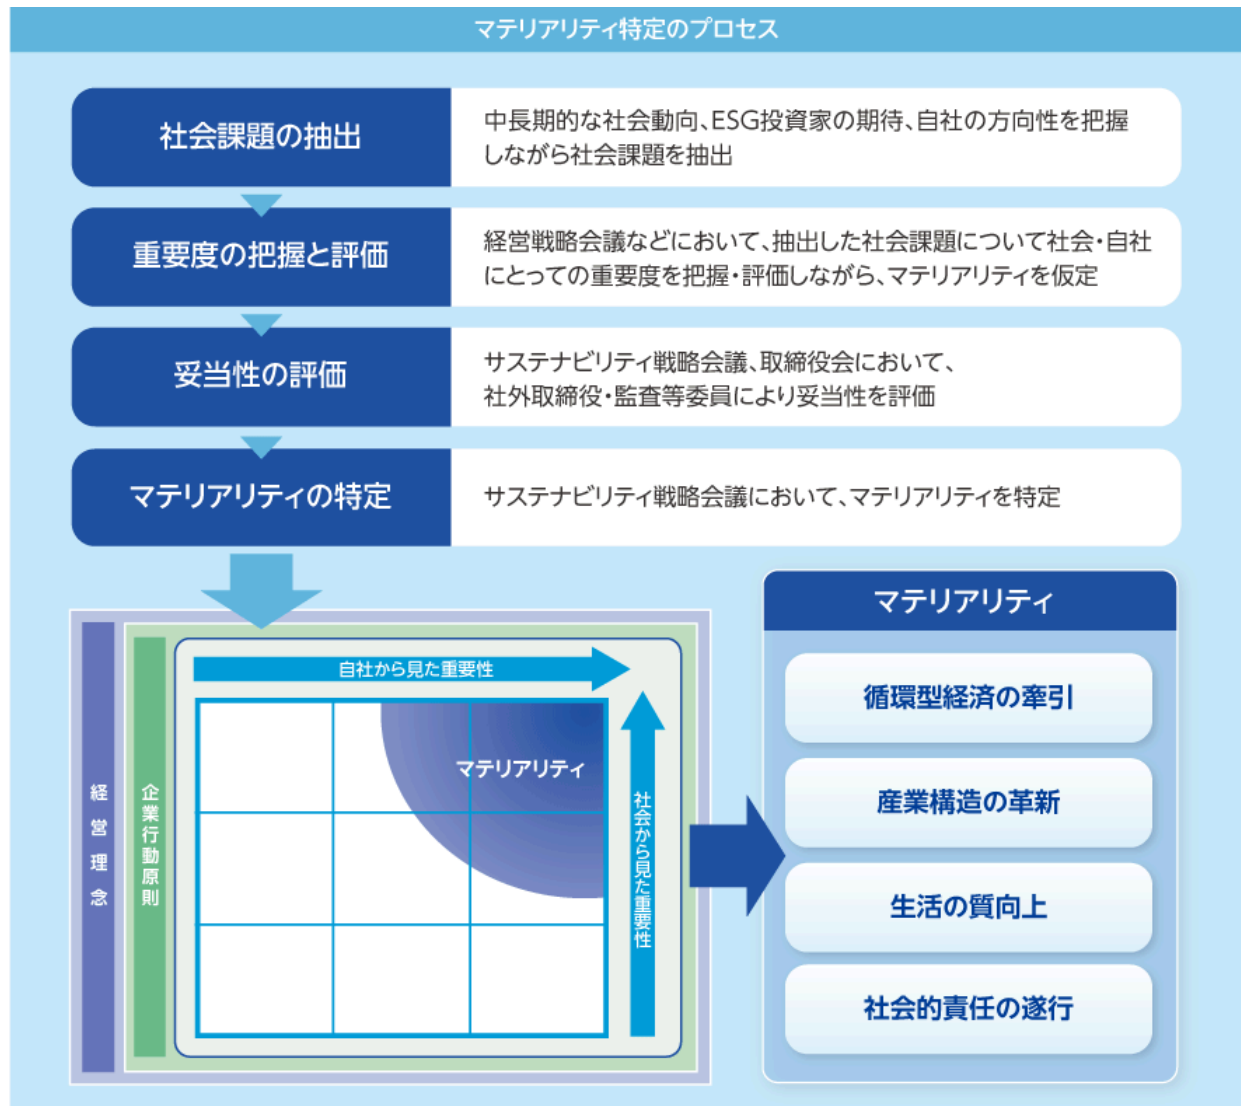 マテリアリティ特定のプロセス
社会課題の抽出
中長期的な社会動向、ESG投資家の期待、自社の方向性を把握
しながら社会課題を抽出
重要度の把握と評価
経営戦略会議などにおいて、抽出した社会課題について社会・自社
にとっての重要度を把握・評価しながら、マテリアリティを仮定
妥当性の評価
サステナビリティ戦略会議、取締役会において、
社外取締役・監査等委員により妥当性を評価
マテリアリティの特定
サステナビリティ戦略会議において、マテリアリティを特定
経営理念
企業行動原則
自社から見た重要性
マテリアリティ
社会から見た重要性
マテリアリティ
循環型経済の牽引
産業構造の革新
生活の質向上
社会的責任の遂行